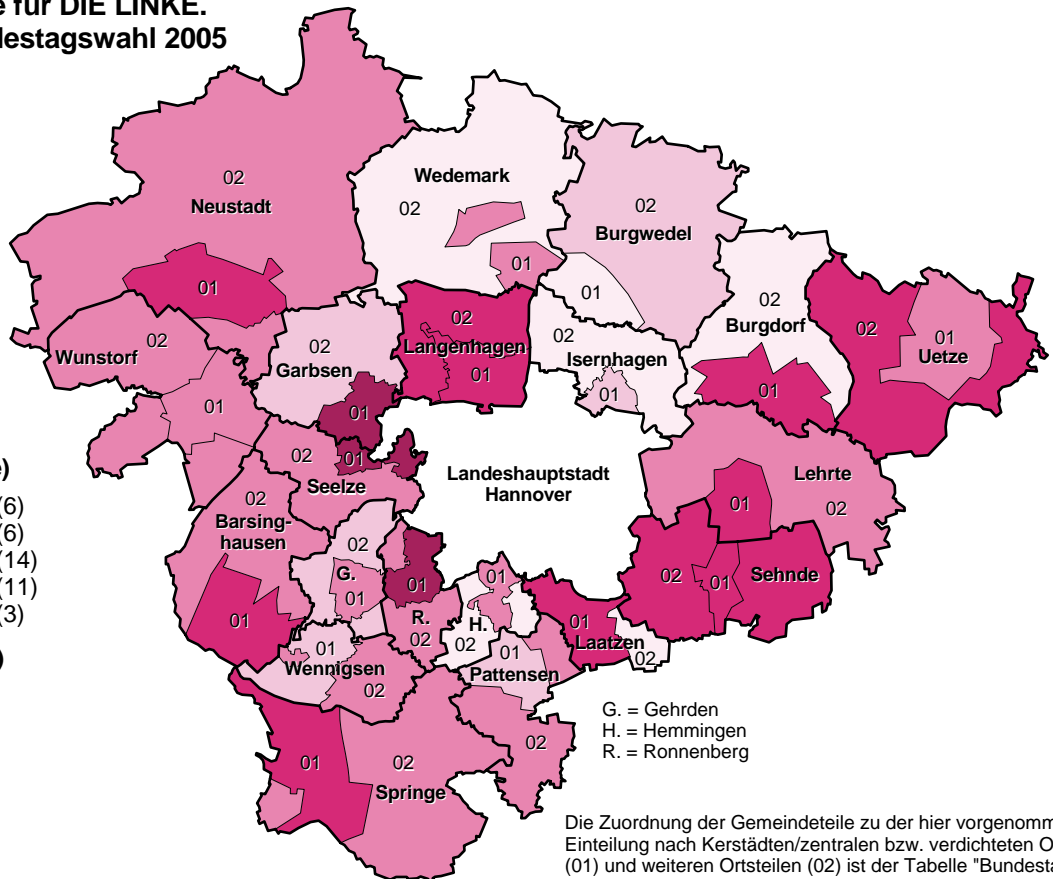 für DIE LINKE.
destagswahl 2005
02
Neustadt
01
Wedemark
02
01
02
Burgwedel
01
02
Burgdorf
01
02
01
Uetze
02
Wunstorf
01
02
Garbsen
01
02
Langenhagen
01
02
Isernhagen
01
02
01
Seelze
Landeshauptstadt
Hannover
Lehrte
01
02
02
Barsing-
hausen
01
02
G.
01
01
R.
02
01
H.
02
01
Laatzen
02
02
01
Sehnde
01
Wennigsen
02
01
Pattensen
02
01
02
Springe
(6)
(6)
(14)
(11)
(3)
G. = Gehrden
H. = Hemmingen
R. = Ronnenberg
Die Zuordnung der Gemeindeteile zu der hier vorgenomm
Einteilung nach Kerstädten/zentralen bzw. verdichteten O
(01) und weiteren Ortsteilen (02) ist der Tabelle "Bundesta